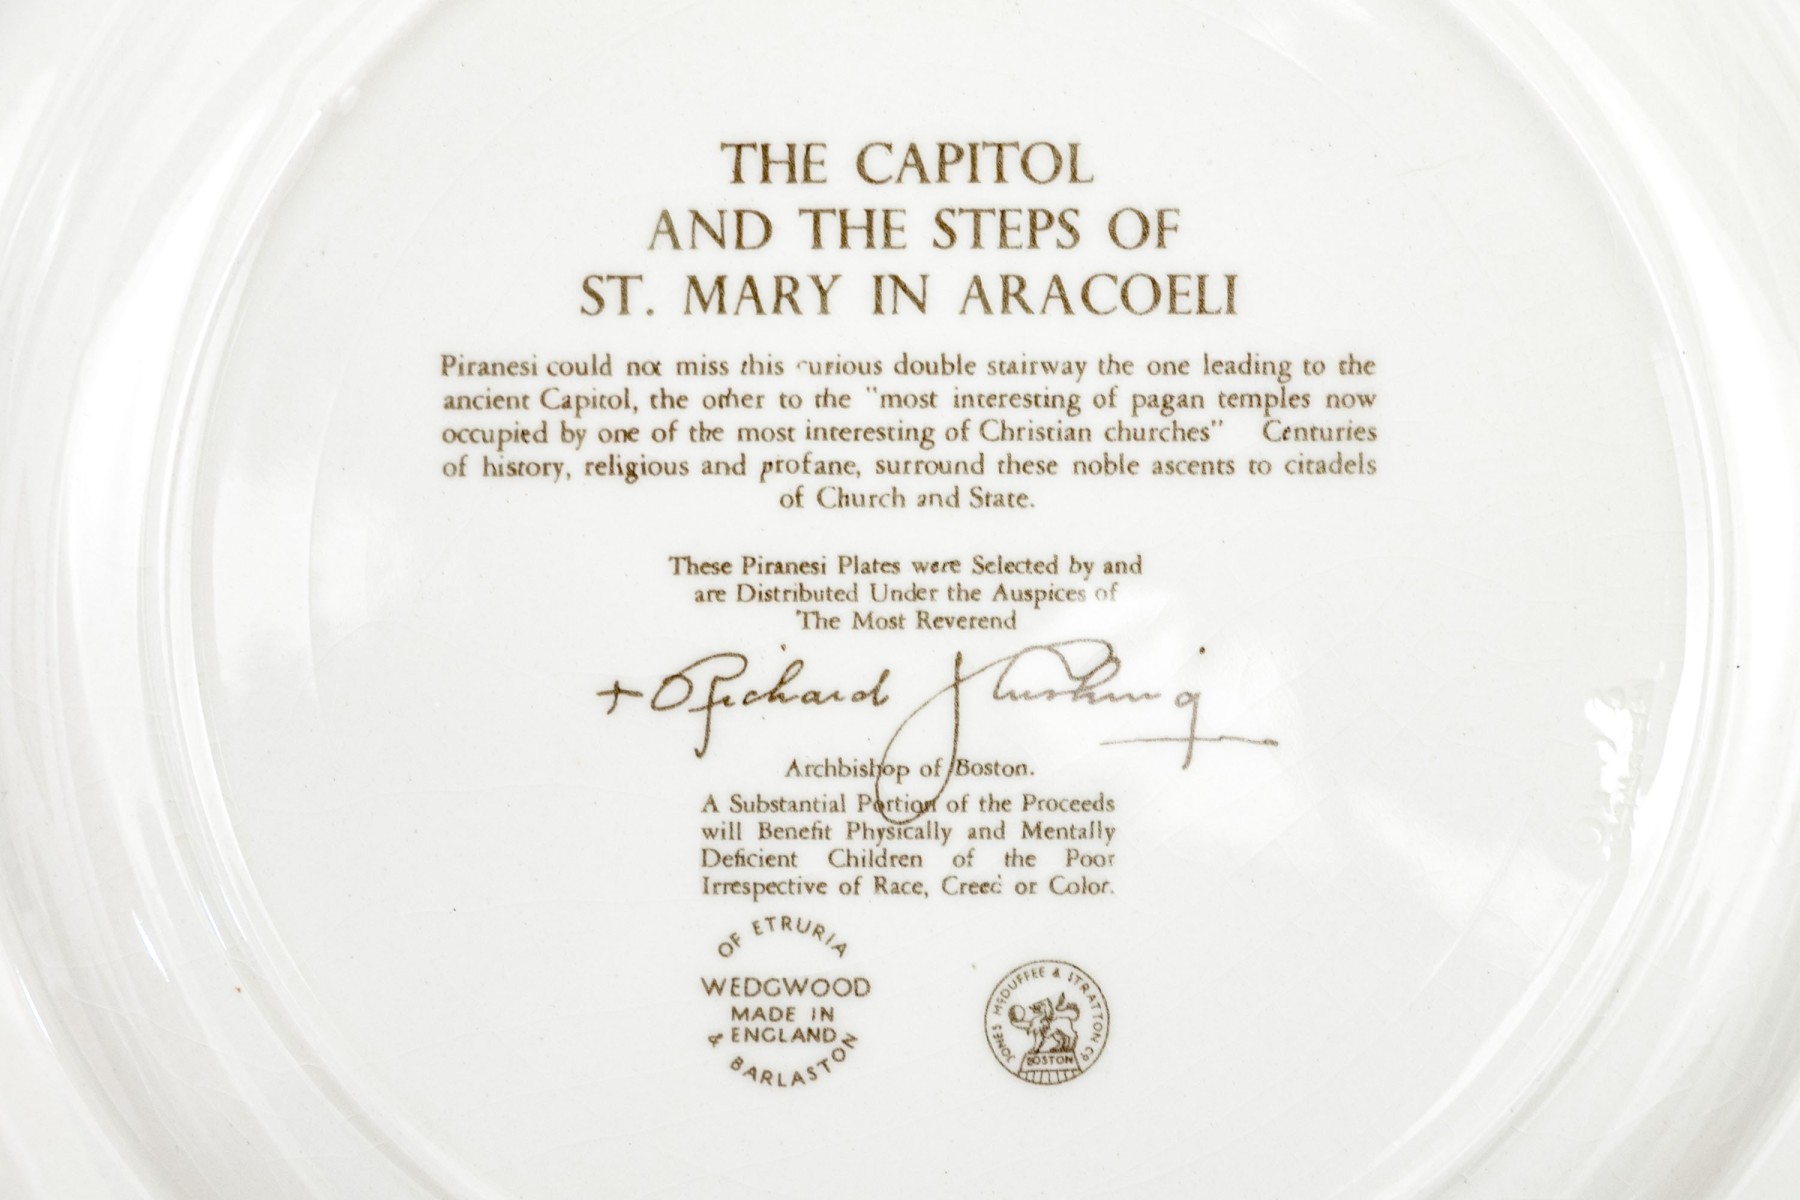 THE CAPITOL
AND THE STEPS OF
ST. MARY IN ARACOELI
Piranesi could not miss this curious double stairway the one leading to the
ancient Capitol, the other to the "most interesting of pagan temples now
occupied by one of the most interesting of Christian churches" Centuries
of history, religious and profane, surround these noble ascents to citadels
of Church and State.
These Piranesi Plates were Selected by and
are Distributed Under the Auspices of
The Most Reverend
+ Richard J Cushing
Archbishop of Boston.
A Substantial Portion of the Proceeds
will Benefit Physically and Mentally
Deficient Children of the Poor
Irrespective of Race, Creed or Color.
OF ETRURIA
WEDGWOOD
MADE IN
ENGLAND
& BARLASTON
JONES McDUFFEE & STRATTON CO
BOSTON